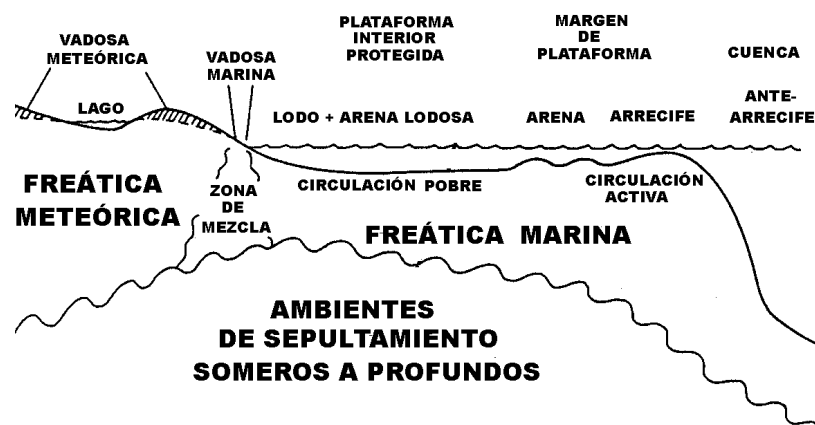 VADOSA
METEÓRICA
VADOSA
MARINA
PLATAFORMA
INTERIOR
PROTEGIDA
MARGEN
DE
PLATAFORMA
CUENCA
LAGO
LODO + ARENA LODOSA
ARENA
ARRECIFE
ANTE-
ARRECIFE
FREÁTICA
METEÓRICA
ZONA
DE
MEZCLA
CIRCULACIÓN POBRE
CIRCULACIÓN
ACTIVA
FREÁTICA MARINA
AMBIENTES
DE SEPULTAMIENTO
SOMEROS A PROFUNDOS